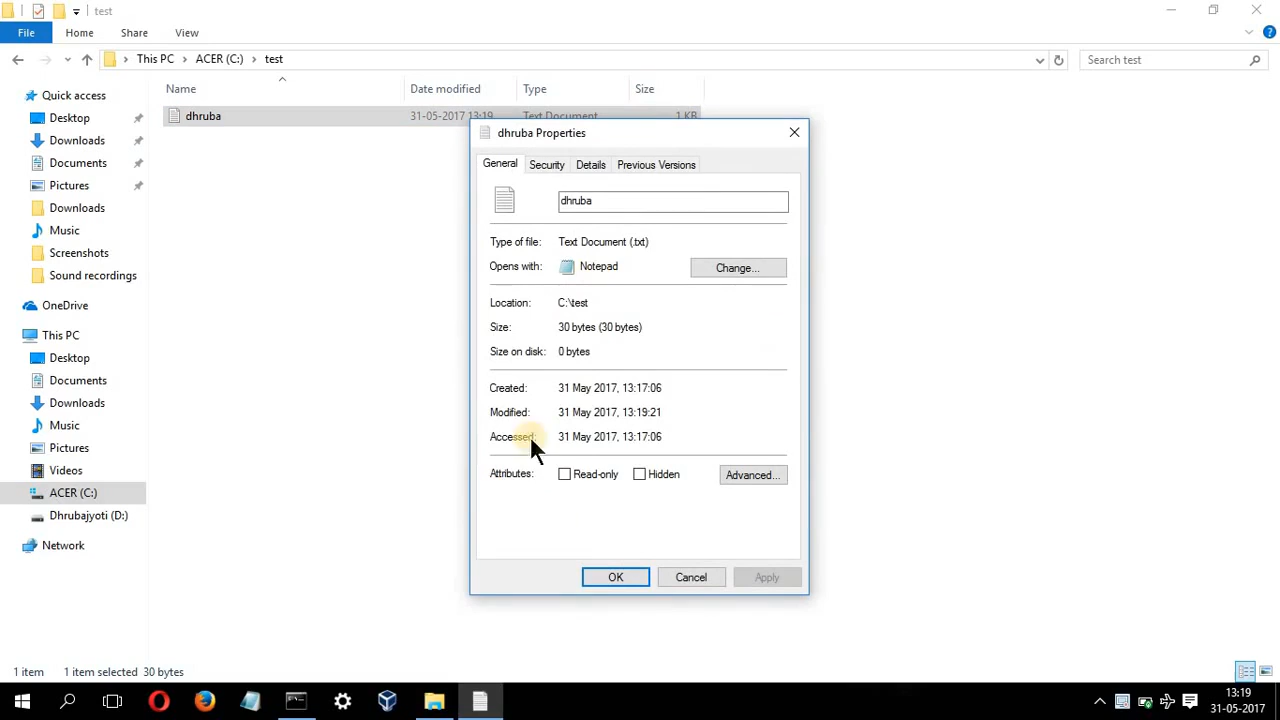 test
File Home Share View
This PC ACER (C:) test Search test
Name Date modified Type Size
dhruba 31-05-2017 13:19 Text Document 1 KB
Quick access
Desktop
Downloads
Documents
Pictures
Downloads
Music
Screenshots
Sound recordings
OneDrive
This PC
Desktop
Documents
Downloads
Music
Pictures
Videos
ACER (C:)
Dhrubajyoti (D:)
Network
dhruba Properties
General Security Details Previous Versions
dhruba
Type of file: Text Document (.txt)
Opens with: Notepad Change...
Location: C:\test
Size: 30 bytes (30 bytes)
Size on disk: 0 bytes
Created: 31 May 2017, 13:17:06
Modified: 31 May 2017, 13:19:21
Accessed: 31 May 2017, 13:17:06
Attributes: Read-only Hidden Advanced...
OK Cancel Apply
1 item 1 item selected 30 bytes
13:19
31-05-2017